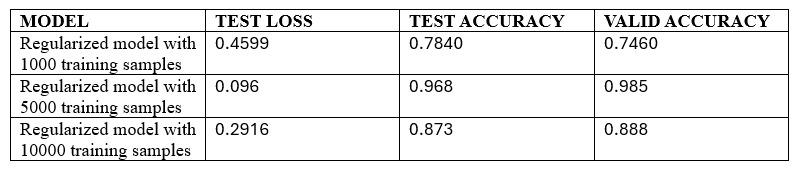 MODEL TEST LOSS TEST ACCURACY VALID ACCURACY
Regularized model with 0.4599 0.7840 0.7460
1000 training samples
Regularized model with 0.096 0.968 0.985
5000 training samples
Regularized model with 0.2916 0.873 0.888
10000 training samples